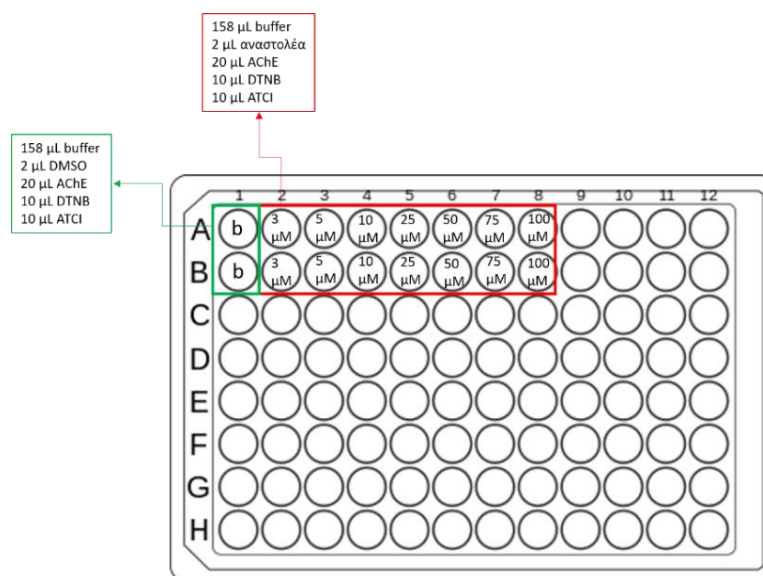 158 μL buffer
2 μL αναστολέα
20 μL AChE
10 μL DTNB
10 μL ATCI
158 μL buffer
2 μL DMSO
20 μL AChE
10 μL DTNB
10 μL ATCI
1 2 3 4 5 6 7 8 9 10 11 12
A b 3 μM 5 μM 10 μM 25 μM 50 μM 75 μM 100 μM
B b 3 μM 5 μM 10 μM 25 μM 50 μM 75 μM 100 μM
C
D
E
F
G
H